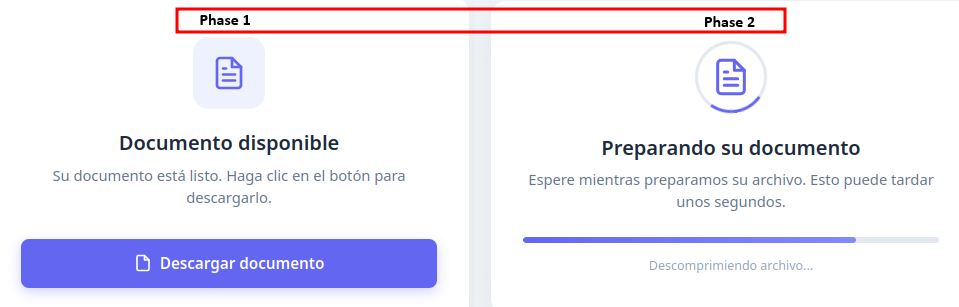 Phase 1
Documento disponible
Su documento está listo. Haga clic en el botón para
descargarlo.
Descargar documento
Phase 2
Preparando su documento
Espere mientras preparamos su archivo. Esto puede tardar
unos segundos.
Descomprimiendo archivo...